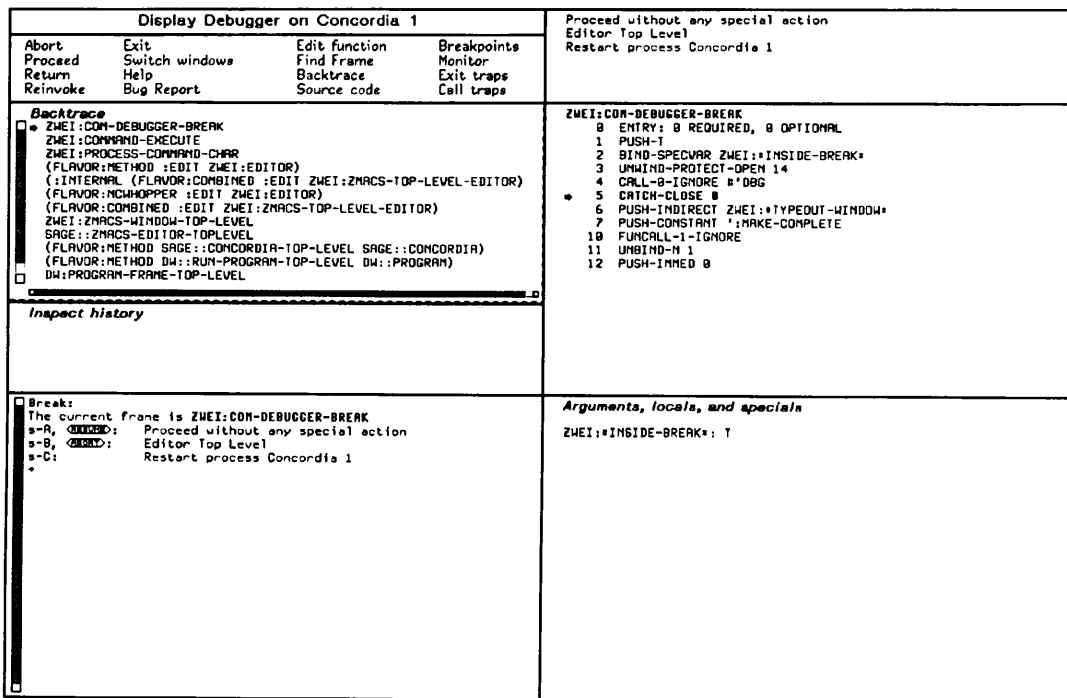 Display Debugger on Concordia 1
Abort Exit Edit function Breakpoints
Proceed Switch windows Find Frame Monitor
Return Help Backtrace Exit traps
Reinvoke Bug Report Source code Call traps
Proceed without any special action
Editor Top Level
Restart process Concordia 1
Backtrace
ZWEI:COM-DEBUGGER-BREAK
ZWEI:COMMAND-EXECUTE
ZWEI:PROCESS-COMMAND-CHAR
(FLAVOR:METHOD :EDIT ZWEI:EDITOR)
(:INTERNAL (FLAVOR:COMBINED :EDIT ZWEI:ZMACS-TOP-LEVEL-EDITOR)
(FLAVOR:NCWHOPPER :EDIT ZWEI:EDITOR)
(FLAVOR:COMBINED :EDIT ZWEI:ZMACS-TOP-LEVEL-EDITOR)
ZWEI:ZMACS-WINDOW-TOP-LEVEL
SAGE::ZMACS-EDITOR-TOPLEVEL
(FLAVOR:METHOD SAGE::CONCORDIA-TOP-LEVEL SAGE::CONCORDIA)
(FLAVOR:METHOD DW::RUN-PROGRAM-TOP-LEVEL DW::PROGRAM)
DW:PROGRAM-FRAME-TOP-LEVEL
ZWEI:COM-DEBUGGER-BREAK
0 ENTRY: 0 REQUIRED, 0 OPTIONAL
1 PUSH-T
2 BIND-SPECVAR ZWEI:*INSIDE-BREAK*
3 UNWIND-PROTECT-OPEN 14
4 CALL-0-IGNORE #'DBG
5 CATCH-CLOSE 0
6 PUSH-INDIRECT ZWEI:*TYPEOUT-WINDOW*
7 PUSH-CONSTANT ':MAKE-COMPLETE
10 FUNCALL-1-IGNORE
11 UNBIND-N 1
12 PUSH-IMMED 0
Inspect history
Break:
The current frame is ZWEI:COM-DEBUGGER-BREAK
s-A, RESUME: Proceed without any special action
s-B, ABORT: Editor Top Level
s-C: Restart process Concordia 1
Arguments, locals, and specials
ZWEI:*INSIDE-BREAK*: T